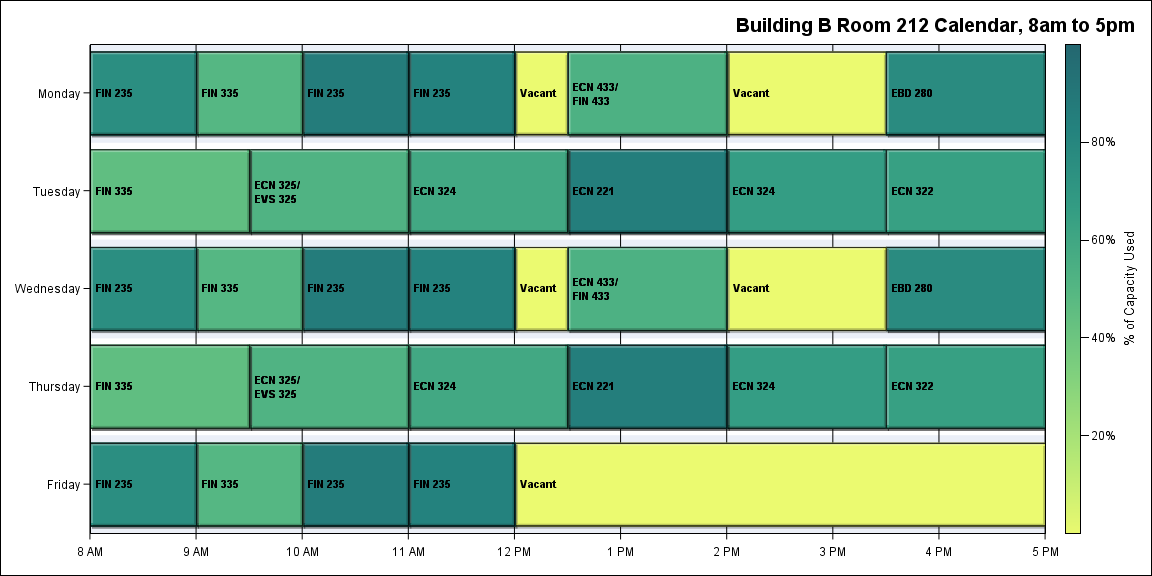 Building B Room 212 Calendar, 8am to 5pm
Monday
FIN 235
FIN 335
FIN 235
FIN 235
Vacant
ECN 433/
FIN 433
Vacant
EBD 280
Tuesday
FIN 335
ECN 325/
EVS 325
ECN 324
ECN 221
ECN 324
ECN 322
Wednesday
FIN 235
FIN 335
FIN 235
FIN 235
Vacant
ECN 433/
FIN 433
Vacant
EBD 280
Thursday
FIN 335
ECN 325/
EVS 325
ECN 324
ECN 221
ECN 324
ECN 322
Friday
FIN 235
FIN 335
FIN 235
FIN 235
Vacant
8 AM
9 AM
10 AM
11 AM
12 PM
1 PM
2 PM
3 PM
4 PM
5 PM
80%
60%
40%
20%
% of Capacity Used